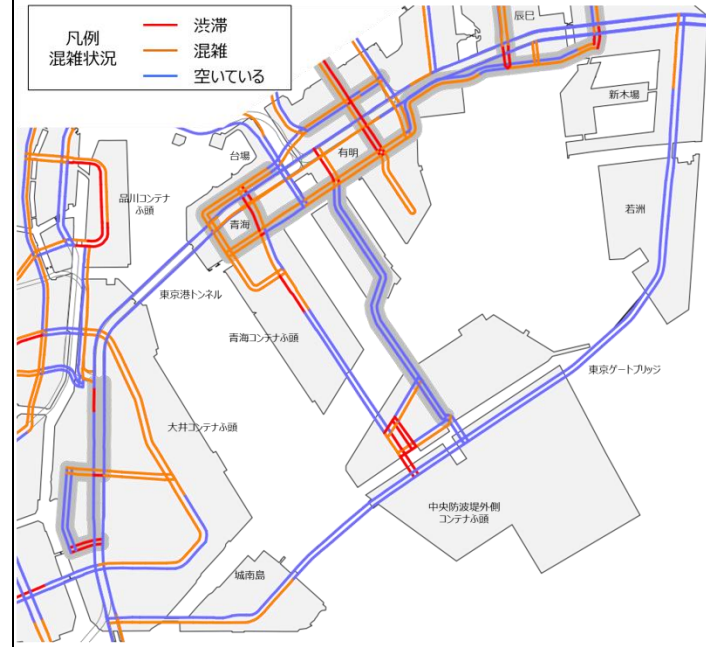 凡例
混雑状況
渋滞
混雑
空いている
辰巳
新木場
台場
有明
品川コンテナ
ふ頭
若洲
青海
東京港トンネル
青海コンテナふ頭
東京ゲートブリッジ
大井コンテナふ頭
中央防波堤外側
コンテナふ頭
城南島